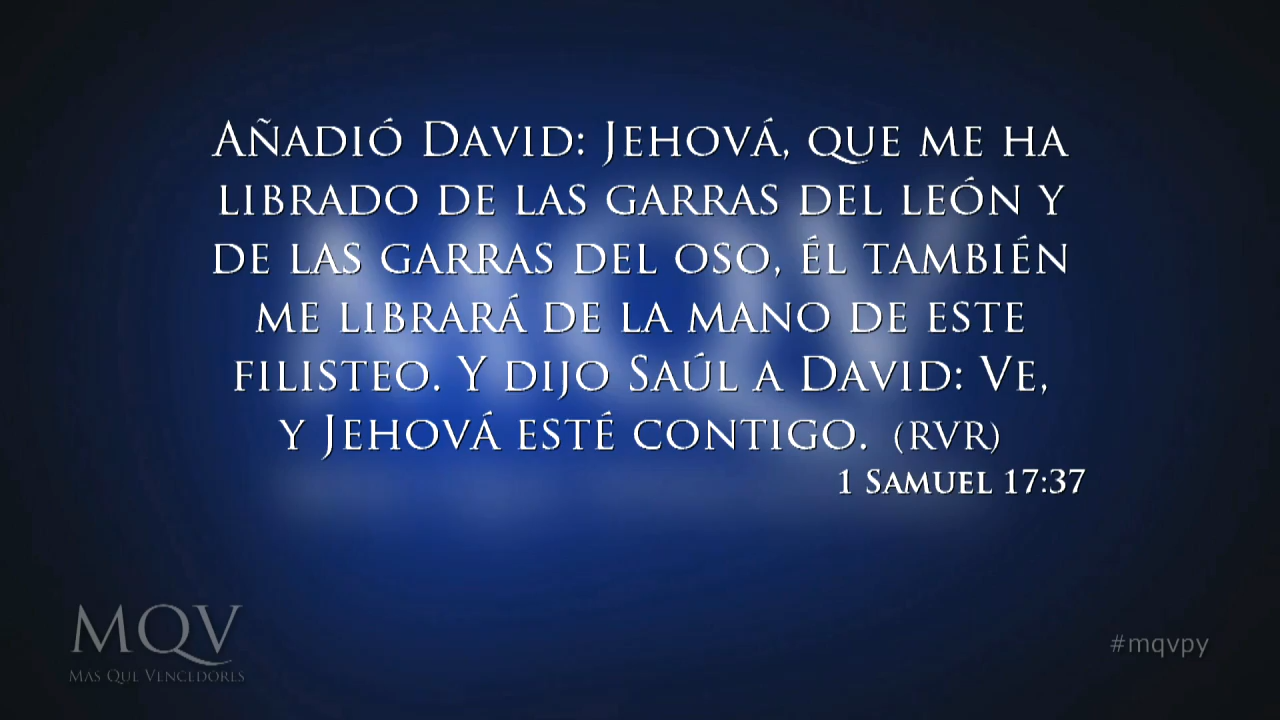 Añadió David: Jehová, que me ha
librado de las garras del león y
de las garras del oso, él también
me librará de la mano de este
filisteo. Y dijo Saúl a David: Ve,
y Jehová esté contigo. (RVR)
1 Samuel 17:37
MQV
Mas Que Vencedores
#mqvpy